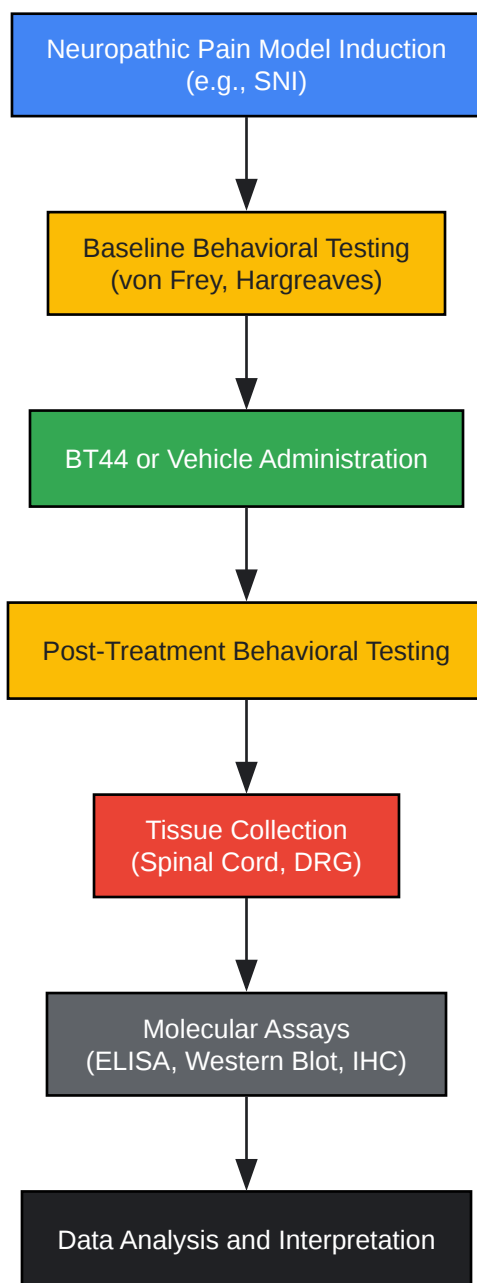 Neuropathic Pain Model Induction
(e.g., SNI)
Baseline Behavioral Testing
(von Frey, Hargreaves)
BT44 or Vehicle Administration
Post-Treatment Behavioral Testing
Tissue Collection
(Spinal Cord, DRG)
Molecular Assays
(ELISA, Western Blot, IHC)
Data Analysis and Interpretation